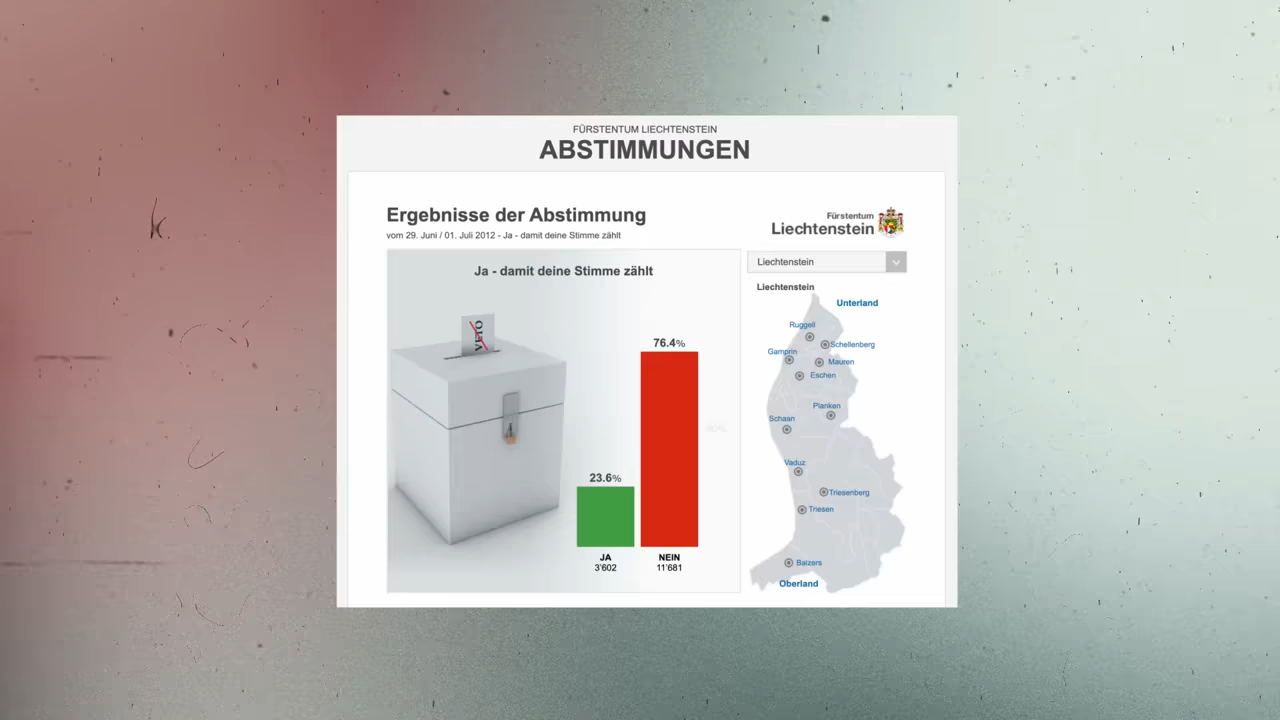 FÜRSTENTUM LIECHTENSTEIN
ABSTIMMUNGEN
Ergebnisse der Abstimmung
vom 29. Juni / 01. Juli 2012 - Ja - damit deine Stimme zählt
Fürstentum
Liechtenstein
Ja - damit deine Stimme zählt
VETO
23.6%
76.4%
JA
3'602
NEIN
11'681
Liechtenstein
Liechtenstein
Unterland
Ruggell
Schellenberg
Gamprin
Mauren
Eschen
Planken
Schaan
Vaduz
Triesenberg
Triesen
Balzers
Oberland